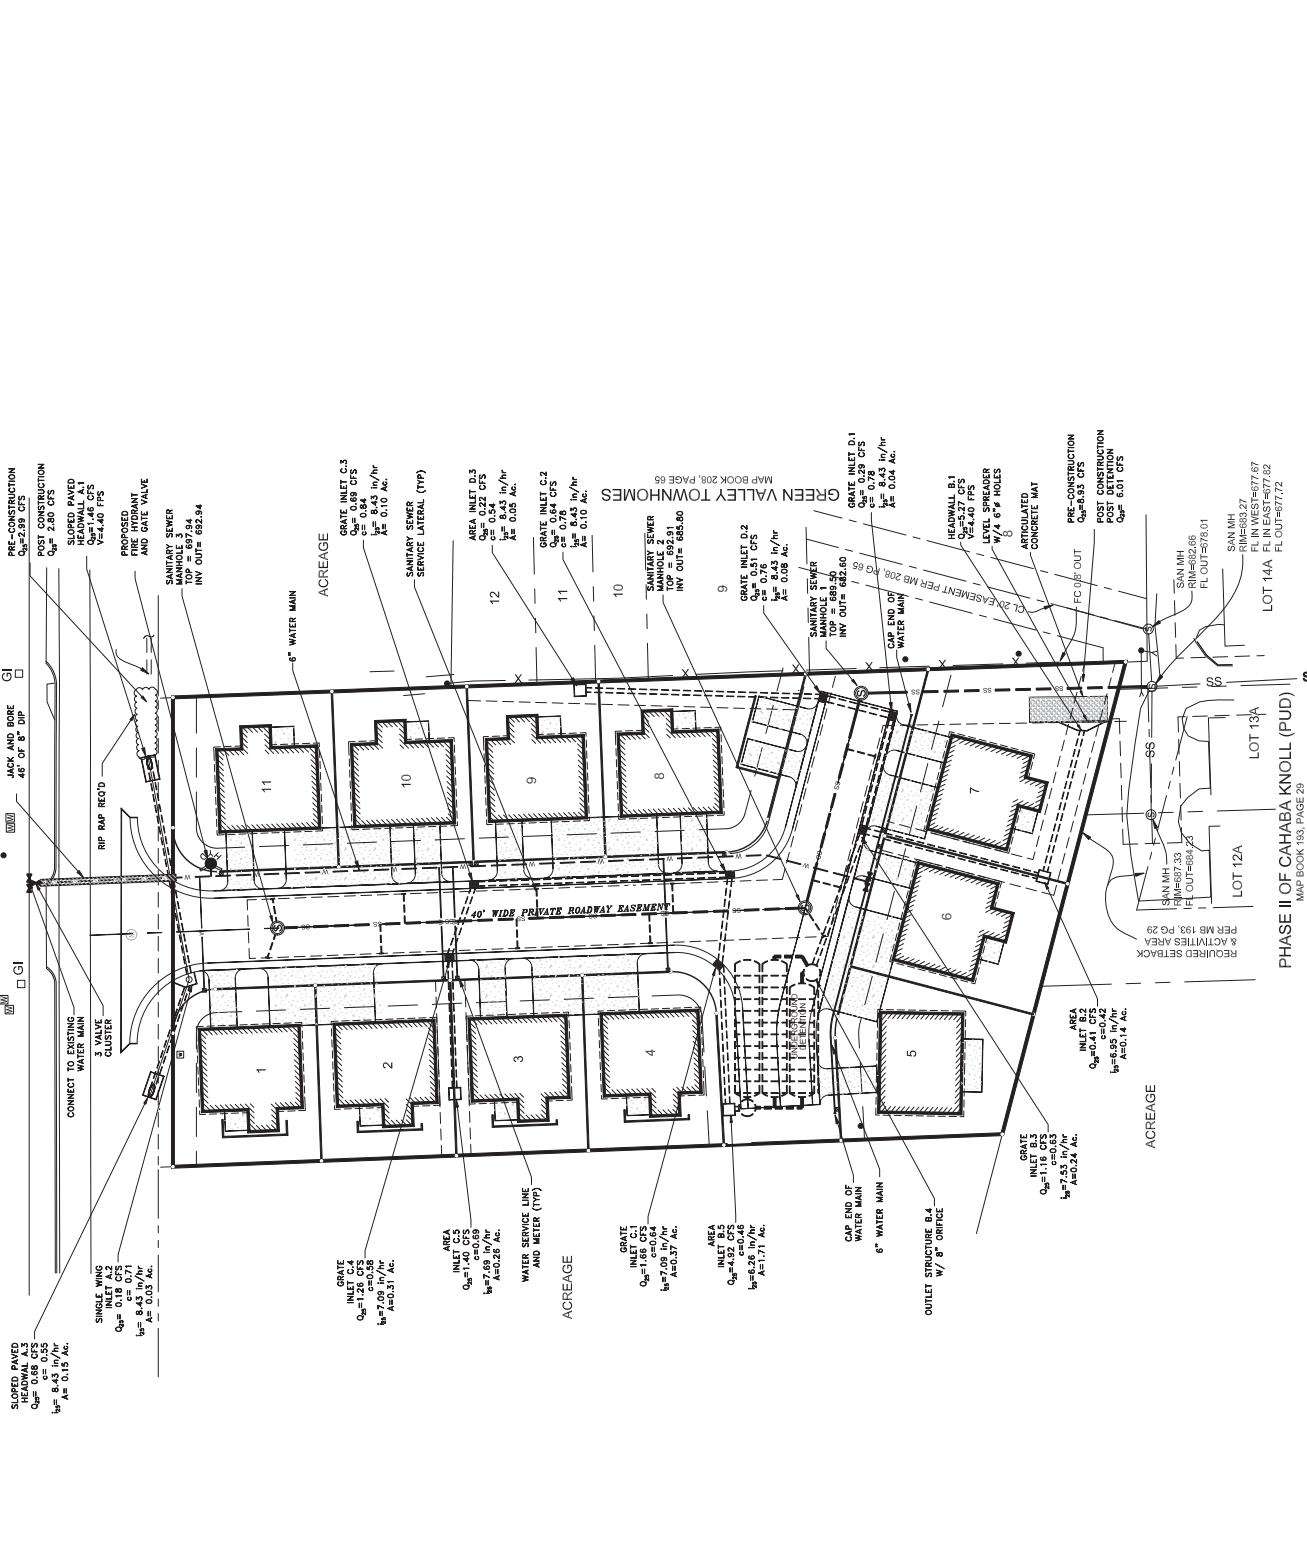 PRE-CONSTRUCTION
Q25=2.99 CFS
POST CONSTRUCTION
Q25= 2.80 CFS
SLOPED PAVED
HEADWALL A.1
Q25=1.46 CFS
V=4.40 FPS
PROPOSED
FIRE HYDRANT
AND GATE VALVE
SANITARY SEWER
MANHOLE 3
TOP = 697.94
INV OUT= 692.94
6" WATER MAIN
ACREAGE
GRATE INLET C.3
Q25= 0.69 CFS
c= 0.84
i25= 8.43 in/hr
A= 0.10 Ac.
SANITARY SEWER
SERVICE LATERAL (TYP)
AREA INLET D.3
Q25= 0.22 CFS
c= 0.54
i25= 8.43 in/hr
A= 0.05 Ac.
GRATE INLET C.2
Q25= 0.64 CFS
c= 0.78
i25= 8.43 in/hr
A= 0.10 Ac.
GREEN VALLEY TOWNHOMES
MAP BOOK 208, PAGE 65
SANITARY SEWER
MANHOLE 2
TOP = 692.91
INV OUT= 685.80
GRATE INLET D.2
Q25= 0.51 CFS
c= 0.76
i25= 8.43 in/hr
A= 0.08 Ac.
SANITARY SEWER
MANHOLE 1
TOP = 689.50
INV OUT= 682.60
GRATE INLET D.1
Q25= 0.29 CFS
c= 0.78
i25= 8.43 in/hr
A= 0.04 Ac.
CAP END OF
WATER MAIN
CL 20' EASEMENT PER MB 208, PG 65
HEADWALL B.1
Q25=5.27 CFS
V=4.40 FPS
LEVEL SPREADER
W/4 6"ø HOLES
ARTICULATED
CONCRETE MAT
FC 0.8' OUT
PRE-CONSTRUCTION
Q25=8.93 CFS
POST CONSTRUCTION
POST DETENTION
Q25= 6.01 CFS
SAN MH
RIM=682.66
FL OUT=678.01
SAN MH
RIM=683.27
FL IN WEST=677.67
FL IN EAST=677.82
FL OUT=677.72
LOT 14A
12
11
10
9
8
GI
JACK AND BORE
46' OF 8" DIP
RIP RAP REQ'D
FH
11
10
9
8
7
6
5
4
3
2
1
40' WIDE PRIVATE ROADWAY EASEMENT
UNDERGROUND
DETENTION
SS
SS
LOT 13A
LOT 12A
SAN MH
RIM=687.33
FL OUT=684.23
PHASE II OF CAHABA KNOLL (PUD)
MAP BOOK 193, PAGE 29
REQUIRED SETBACK
& ACTIVITIES AREA
PER MB 193, PG 29
GI
CONNECT TO EXISTING
WATER MAIN
3 VALVE
CLUSTER
SLOPED PAVED
HEADWAL A.3
Q25= 0.68 CFS
c= 0.55
i25= 8.43 in/hr
A= 0.15 Ac.
SINGLE WING
INLET A.2
Q25= 0.18 CFS
c= 0.71
i25= 8.43 in/hr
A= 0.03 Ac.
GRATE
INLET C.4
Q25=1.26 CFS
c=0.58
i25=7.09 in/hr
A=0.31 Ac.
AREA
INLET C.5
Q25=1.40 CFS
c=0.69
i25=7.69 in/hr
A=0.26 Ac.
WATER SERVICE LINE
AND METER (TYP)
ACREAGE
GRATE
INLET C.1
Q25=1.66 CFS
c=0.64
i25=7.09 in/hr
A=0.37 Ac.
AREA
INLET B.5
Q25=4.92 CFS
c=0.46
i25=6.26 in/hr
A=1.71 Ac.
CAP END OF
WATER MAIN
6" WATER MAIN
OUTLET STRUCTURE B.4
W/ 8" ORIFICE
GRATE
INLET B.3
Q25=1.16 CFS
c=0.63
i25=7.53 in/hr
A=0.24 Ac.
AREA
INLET B.2
Q25=0.41 CFS
c=0.42
i25=6.95 in/hr
A=0.14 Ac.
ACREAGE